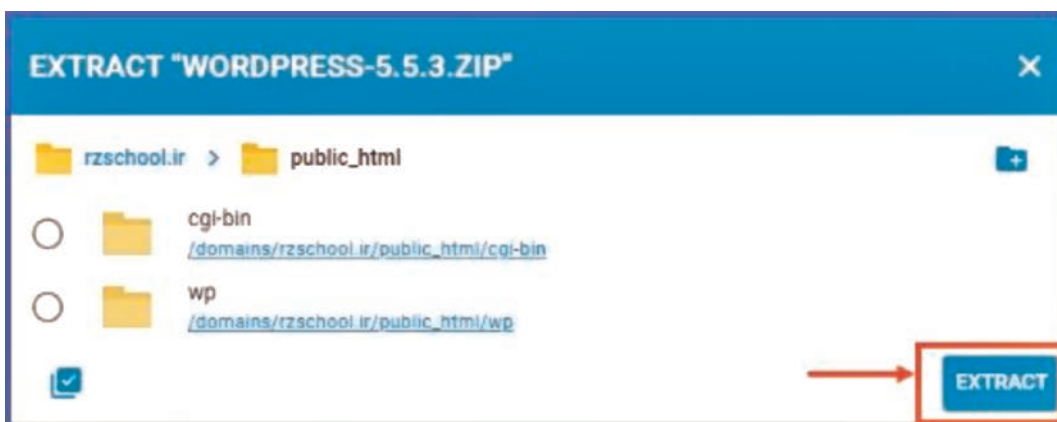 EXTRACT "WORDPRESS-5.5.3.ZIP"
rzschool.ir > public_html
cgi-bin
/domains/rzschool.ir/public_html/cgi-bin
wp
/domains/rzschool.ir/public_html/wp
EXTRACT